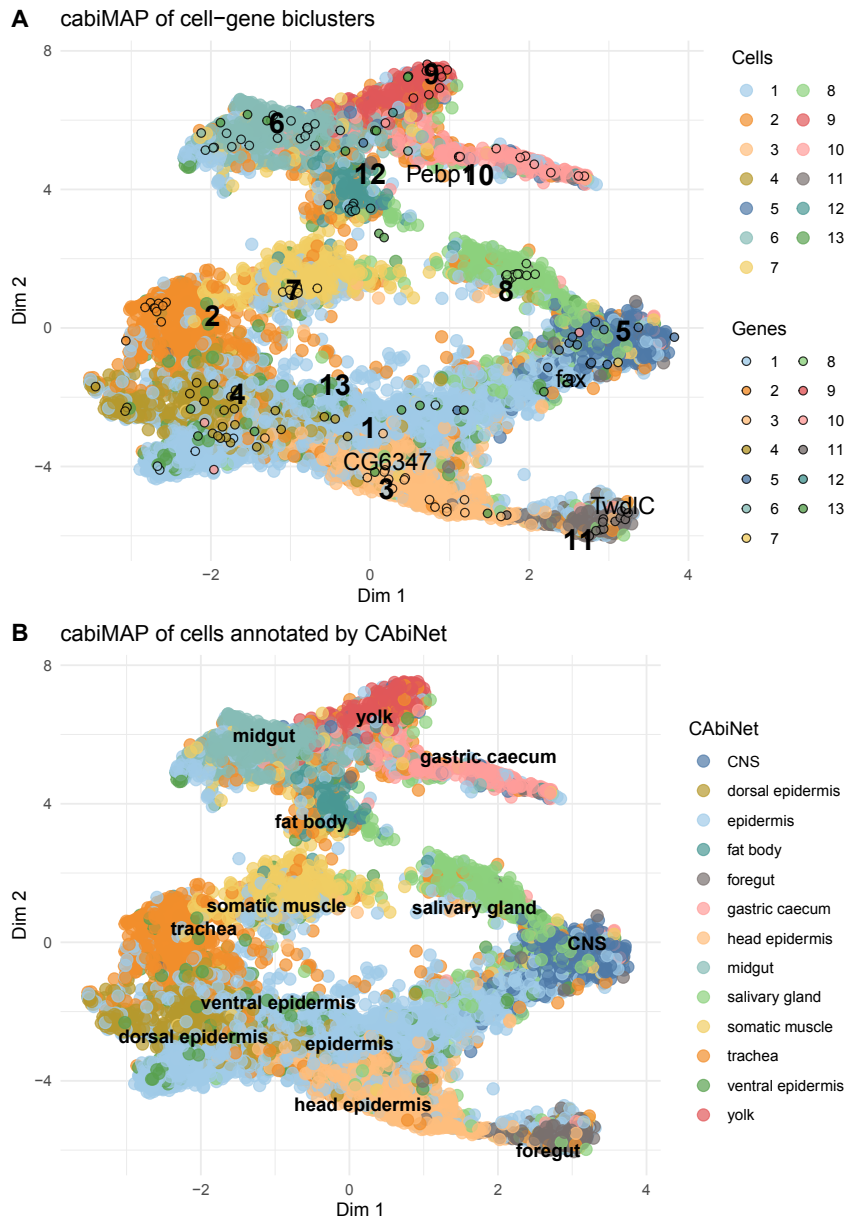 A cabiMAP of cell−gene biclusters
8
4
0
−4
−2
0
2
4
Dim 1
Dim 2
9
6
12
Pebp1
10
7
8
2
5
fax
4
13
1
CG6347
3
TwdlC
11
Cells
1
2
3
4
5
6
7
8
9
10
11
12
13
Genes
1
2
3
4
5
6
7
8
9
10
11
12
13
B cabiMAP of cells annotated by CAbiNet
8
4
0
−4
−2
0
2
4
Dim 1
Dim 2
yolk
midgut
gastric caecum
fat body
somatic muscle
salivary gland
trachea
CNS
ventral epidermis
dorsal epidermis
epidermis
head epidermis
foregut
CAbiNet
CNS
dorsal epidermis
epidermis
fat body
foregut
gastric caecum
head epidermis
midgut
salivary gland
somatic muscle
trachea
ventral epidermis
yolk